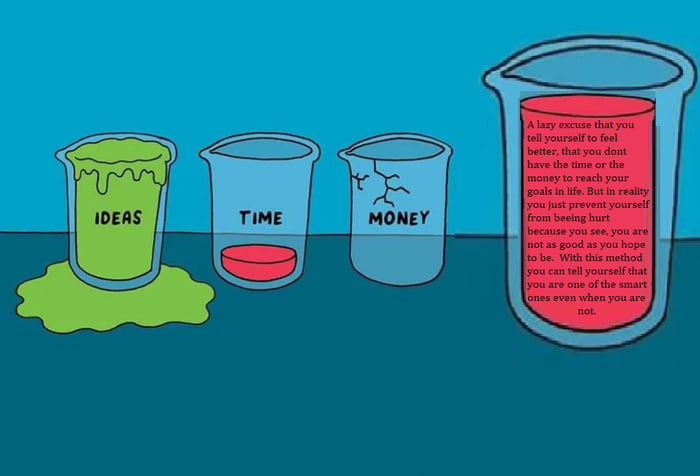 IDEAS
TIME
MONEY
A lazy excuse that you
tell yourself to feel
better, that you dont
have the time or the
money to reach your
goals in life. But in reality
you just prevent yourself
from beeing hurt
because you see, you are
not as good as you hope
to be. With this method
you can tell yourself that
you are one of the smart
ones even when you are
not.